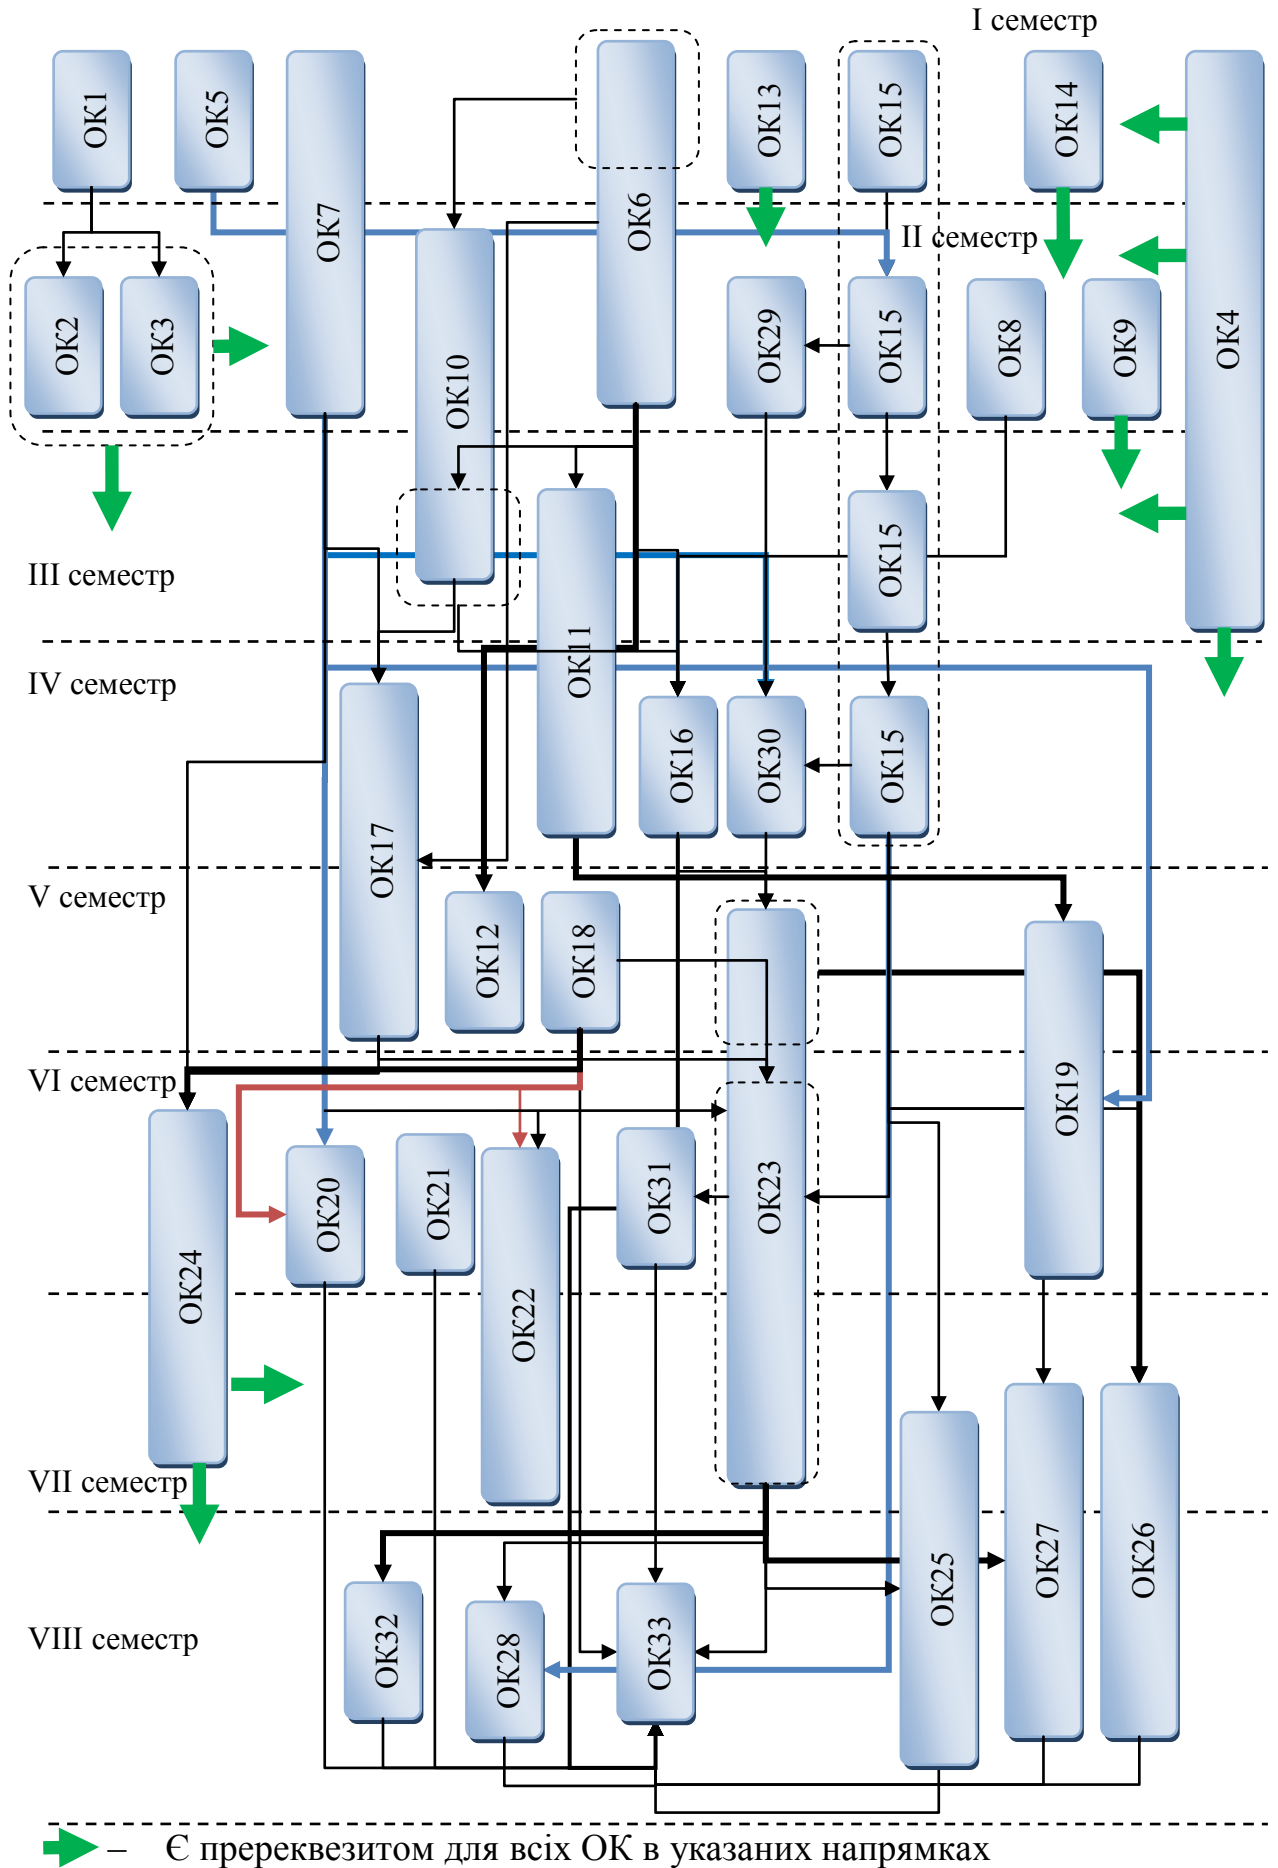 I семестр
ОК1
ОК5
ОК7
ОК6
ОК13
ОК15
ОК14
ОК4
II семестр
ОК2
ОК3
ОК10
ОК29
ОК15
ОК8
ОК9
III семестр
ОК11
ОК15
IV семестр
ОК17
ОК16
ОК30
ОК15
V семестр
ОК12
ОК18
VI семестр
ОК19
ОК24
ОК20
ОК21
ОК22
ОК31
ОК23
VII семестр
ОК25
ОК27
ОК26
VIII семестр
ОК32
ОК28
ОК33
– Є пререквезитом для всіх ОК в указаних напрямках